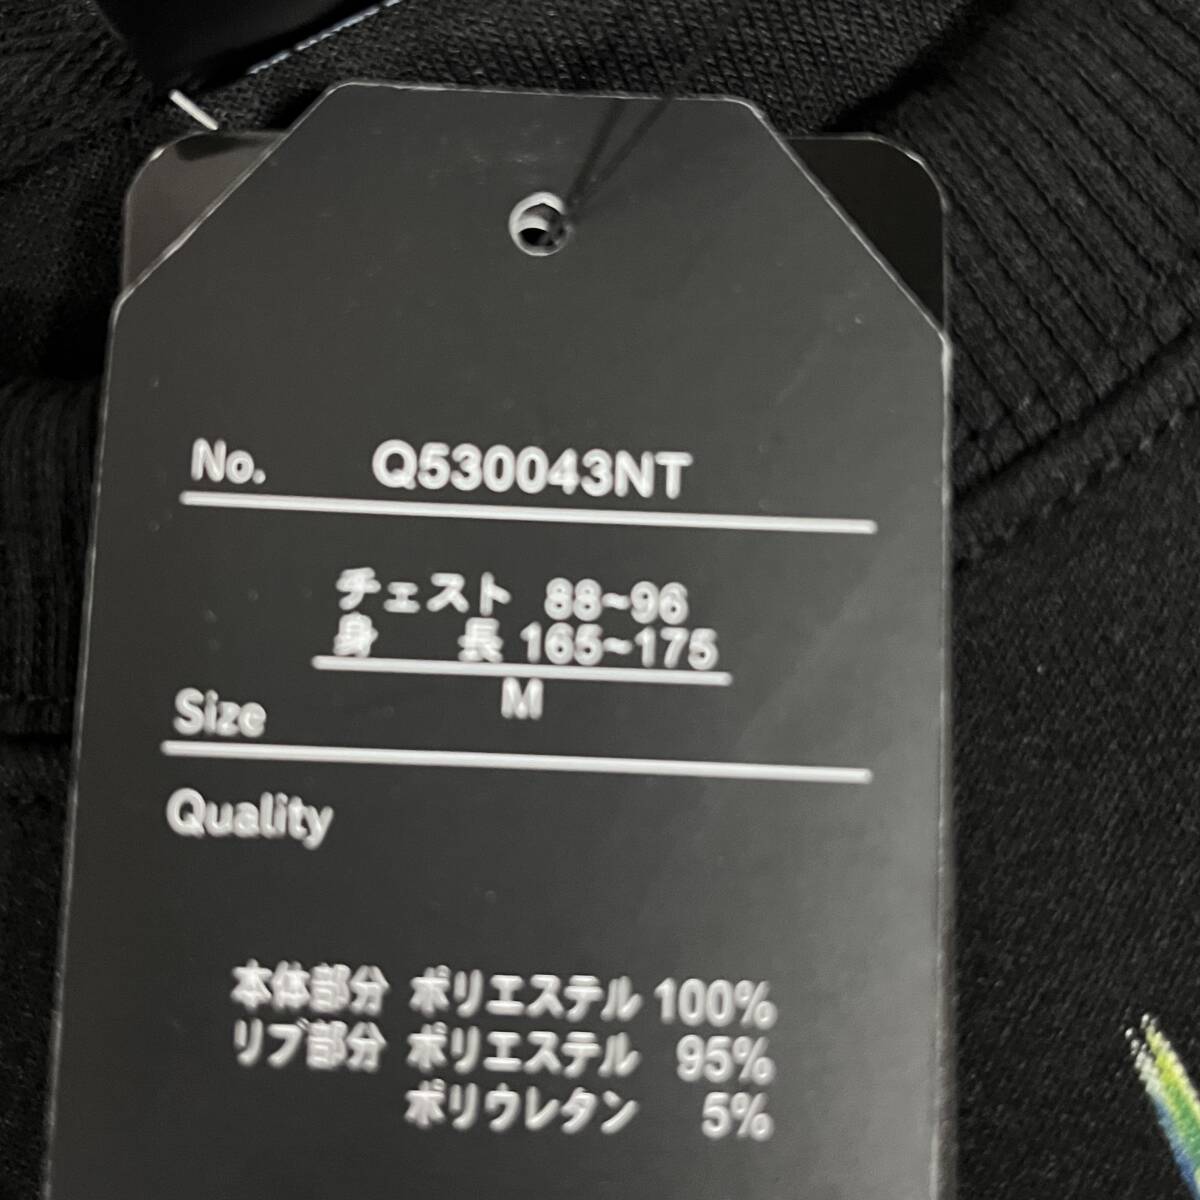 No. Q530043NT
チェスト 88~96
身 長 165~175
Size M
Quality
本体部分 ポリエステル 100%
リブ部分 ポリエステル 95%
ポリウレタン 5%